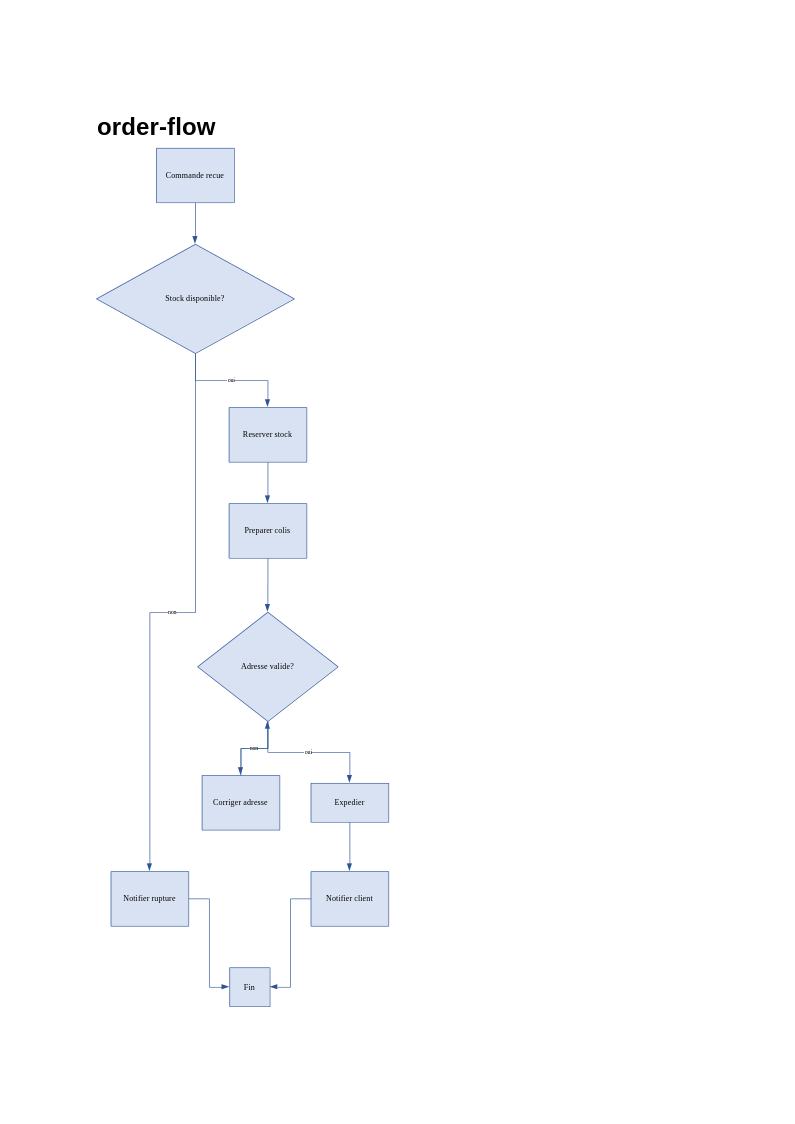 order-flow
Commande recue
Stock disponible?
oui
Reserver stock
Preparer colis
non
Adresse valide?
non
oui
Corriger adresse
Expedier
Notifier rupture
Notifier client
Fin